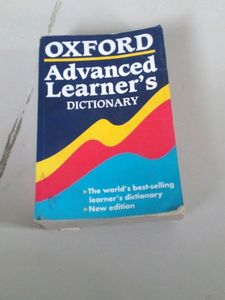 OXFORD
Advanced
Learner's
DICTIONARY
▸The world's best-selling
learner's dictionary
▸New edition